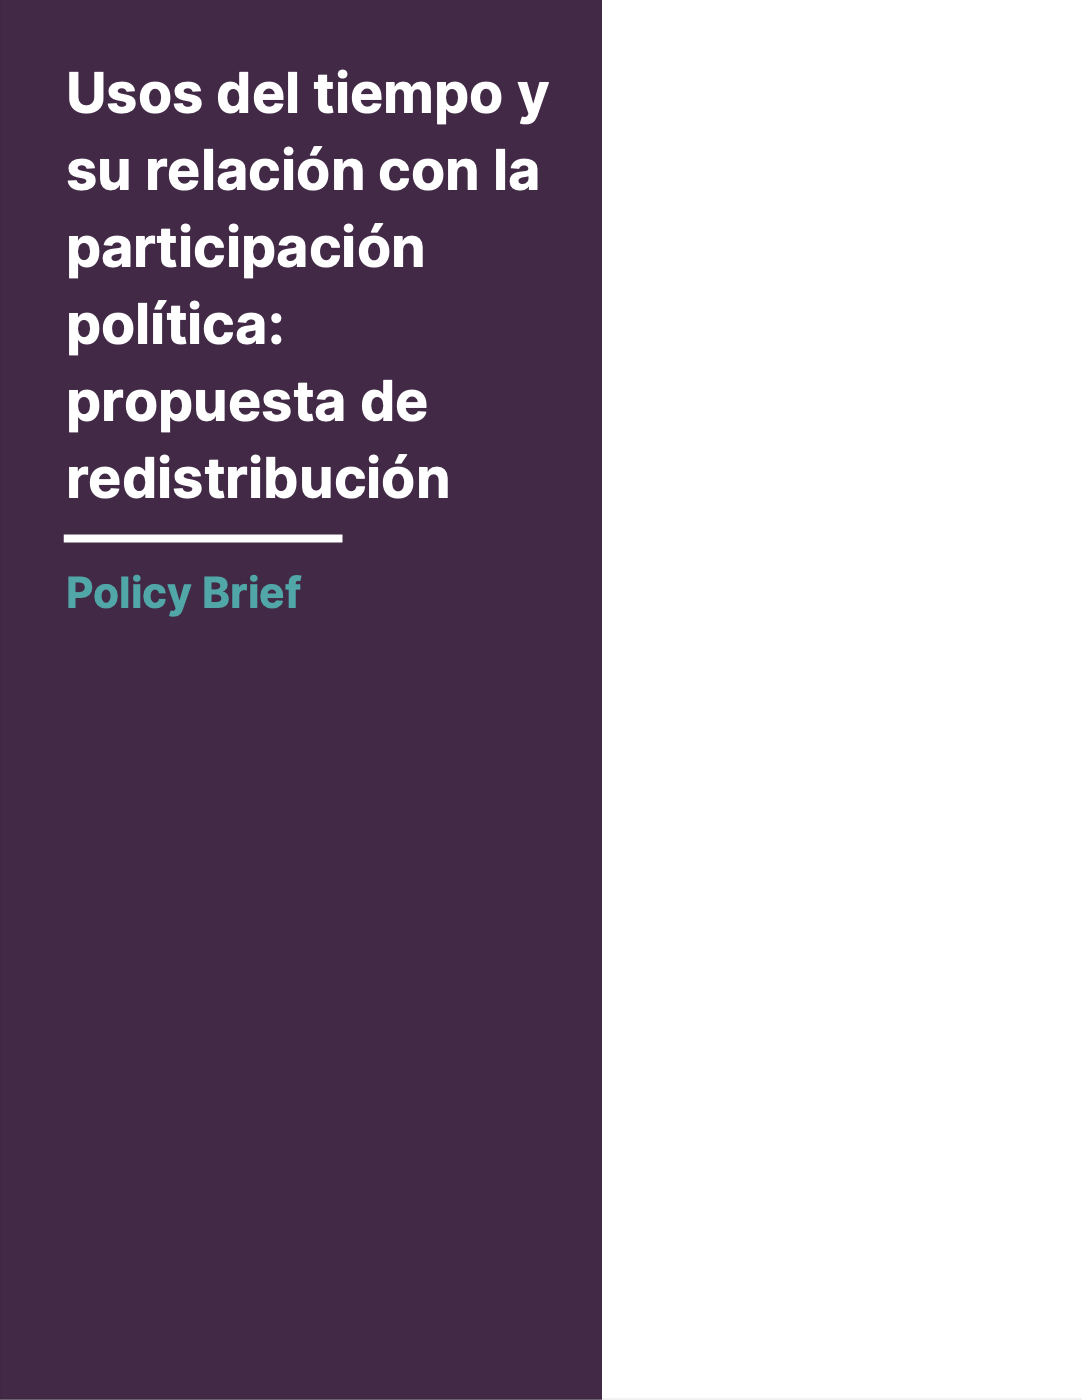 Usos del tiempo y
su relación con la
participación
política:
propuesta de
redistribución
Policy Brief